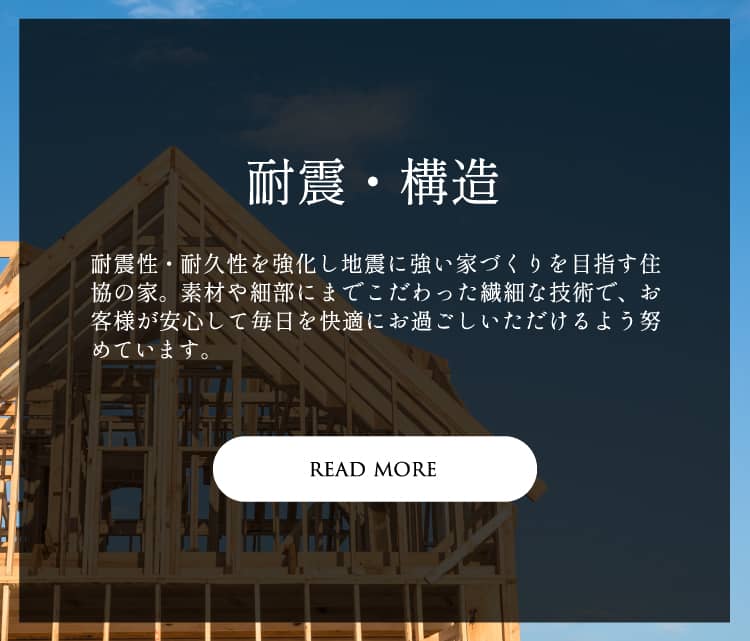 耐震・構造
耐震性・耐久性を強化し地震に強い家づくりを目指す住
協の家。素材や細部にまでこだわった繊細な技術で、お
客様が安心して毎日を快適にお過ごしいただけるよう努
めています。
READ MORE